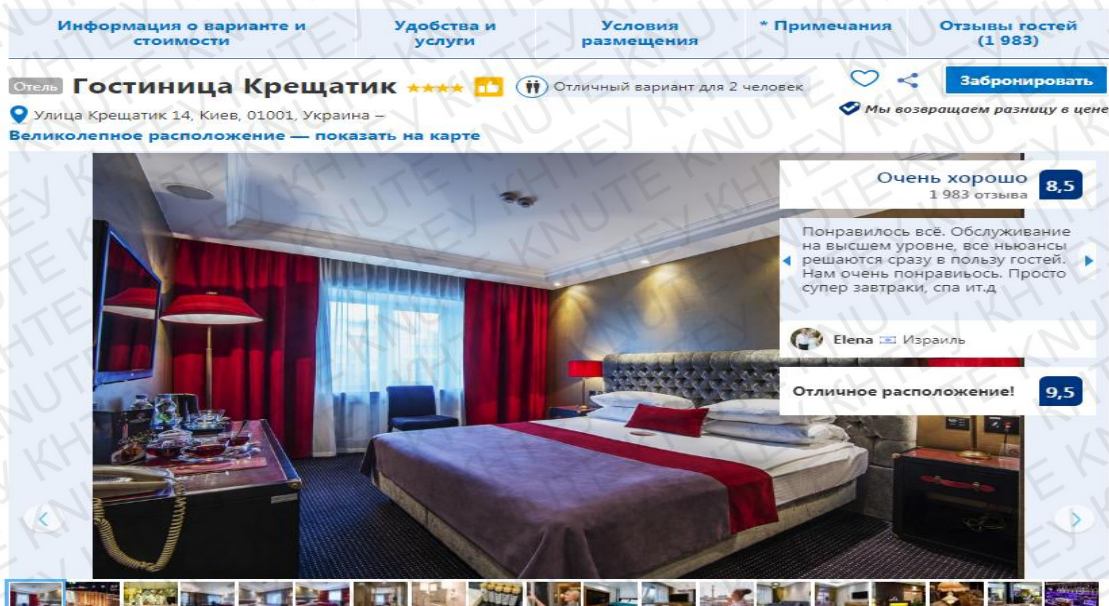 Информация о варианте и
стоимости
Удобства и
услуги
Условия
размещения
* Примечания
Отзывы гостей
(1 983)
Отель Гостиница Крещатик Отличный вариант для 2 человек
Забронировать
Улица Крещатик 14, Киев, 01001, Украина –
Великолепное расположение — показать на карте
Мы возвращаем разницу в цене
Очень хорошо 8,5
1 983 отзыва
Понравилось всё. Обслуживание
на высшем уровне, все ньюансы
решаются сразу в пользу гостей.
Нам очень понравиьось. Просто
супер завтраки, спа ит.д
Elena Израиль
Отличное расположение! 9,5
KNUTE КНТЕУ